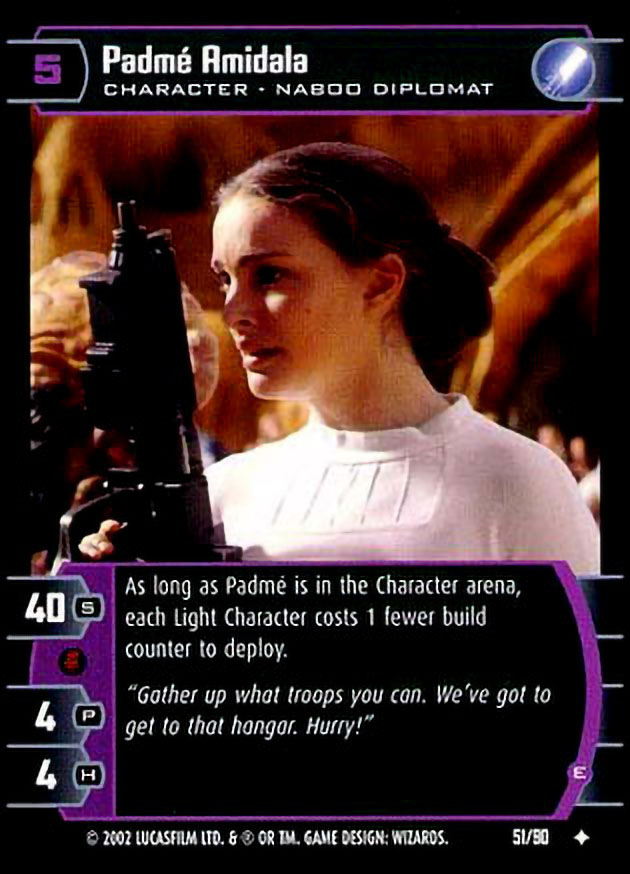 5
Padmé Amidala
CHARACTER • NABOO DIPLOMAT
40 S
As long as Padmé is in the Character arena,
each Light Character costs 1 fewer build
counter to deploy.
4 P
“Gather up what troops you can. We’ve got to
get to that hangar. Hurry!”
4 H
E
© 2002 LUCASFILM LTD. & ® OR TM. GAME DESIGN: WIZARDS.
51/90